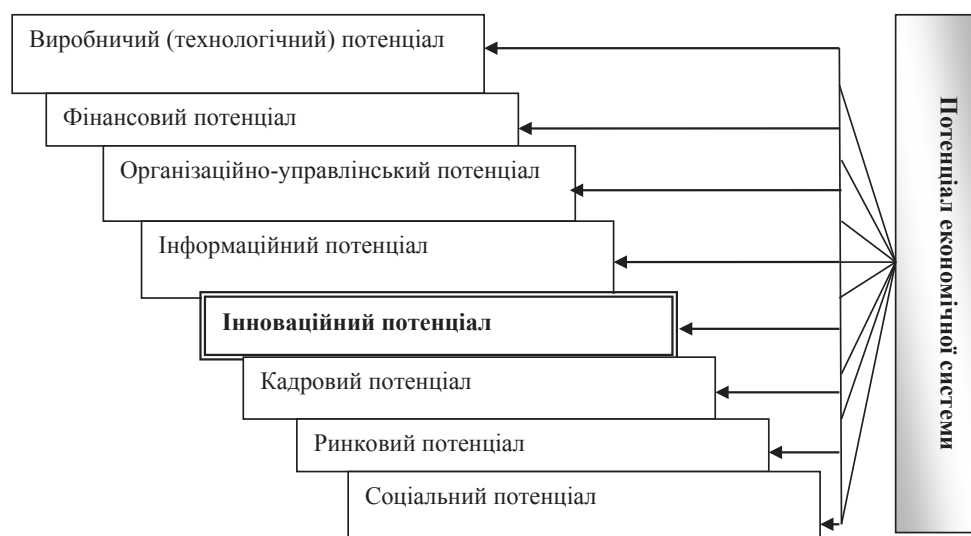 Виробничий (технологічний) потенціал
Фінансовий потенціал
Організаційно-управлінський потенціал
Інформаційний потенціал
Інноваційний потенціал
Кадровий потенціал
Ринковий потенціал
Соціальний потенціал
Потенціал економічної системи